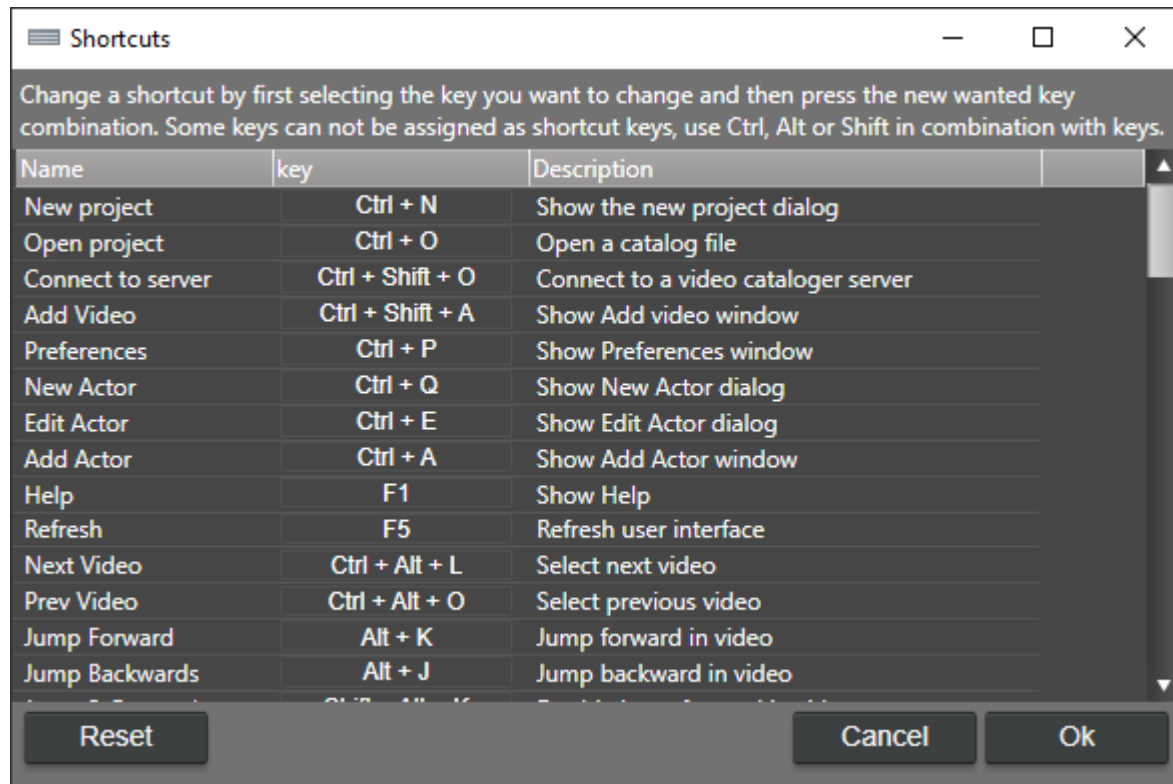 Shortcuts
Change a shortcut by first selecting the key you want to change and then press the new wanted key
combination. Some keys can not be assigned as shortcut keys, use Ctrl, Alt or Shift in combination with keys.
Name key Description
New project Ctrl + N Show the new project dialog
Open project Ctrl + O Open a catalog file
Connect to server Ctrl + Shift + O Connect to a video cataloger server
Add Video Ctrl + Shift + A Show Add video window
Preferences Ctrl + P Show Preferences window
New Actor Ctrl + Q Show New Actor dialog
Edit Actor Ctrl + E Show Edit Actor dialog
Add Actor Ctrl + A Show Add Actor window
Help F1 Show Help
Refresh F5 Refresh user interface
Next Video Ctrl + Alt + L Select next video
Prev Video Ctrl + Alt + O Select previous video
Jump Forward Alt + K Jump forward in video
Jump Backwards Alt + J Jump backward in video
Reset Cancel Ok